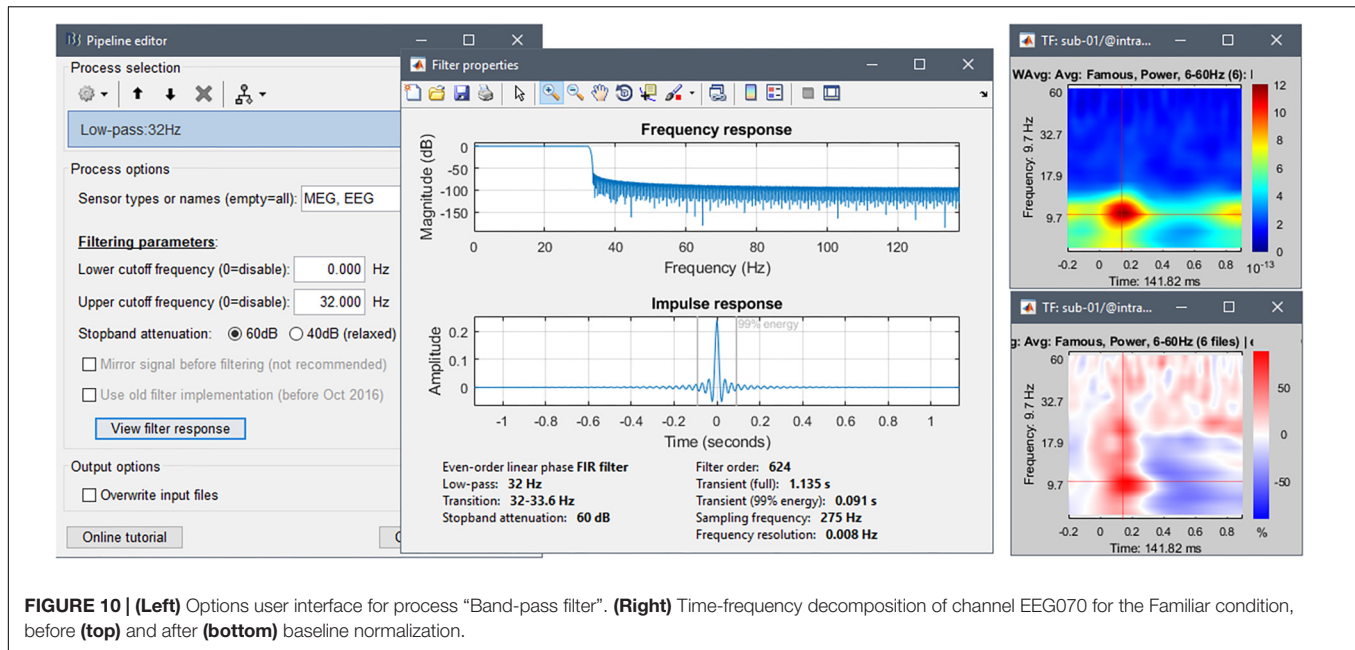 Pipeline editor
Process selection
Low-pass:32Hz
Process options
Sensor types or names (empty=all): MEG, EEG
Filtering parameters:
Lower cutoff frequency (0=disable): 0.000 Hz
Upper cutoff frequency (0=disable): 32.000 Hz
Stopband attenuation: 60dB 40dB (relaxed)
Mirror signal before filtering (not recommended)
Use old filter implementation (before Oct 2016)
View filter response
Output options
Overwrite input files
Online tutorial
Filter properties
Frequency response
Magnitude (dB)
0
-50
-100
-150
0 20 40 60 80 100 120
Frequency (Hz)
Impulse response
99% energy
Amplitude
0.2
0.1
0
-1 -0.8 -0.6 -0.4 -0.2 0 0.2 0.4 0.6 0.8 1
Time (seconds)
Even-order linear phase FIR filter
Low-pass: 32 Hz
Transition: 32-33.6 Hz
Stopband attenuation: 60 dB
Filter order: 624
Transient (full): 1.135 s
Transient (99% energy): 0.091 s
Sampling frequency: 275 Hz
Frequency resolution: 0.008 Hz
TF: sub-01/@intra...
WAvg: Avg: Famous, Power, 6-60Hz (6):
Frequency: 9.7 Hz
60
32.7
17.9
9.7
-0.2 0 0.2 0.4 0.6 0.8
Time: 141.82 ms
12
10
8
6
4
2
0
10-13
TF: sub-01/@intra...
g: Avg: Famous, Power, 6-60Hz (6 files) |
Frequency: 9.7 Hz
60
32.7
17.9
9.7
-0.2 0 0.2 0.4 0.6 0.8
Time: 141.82 ms
50
0
-50
%
FIGURE 10 | (Left) Options user interface for process “Band-pass filter”. (Right) Time-frequency decomposition of channel EEG070 for the Familiar condition,
before (top) and after (bottom) baseline normalization.